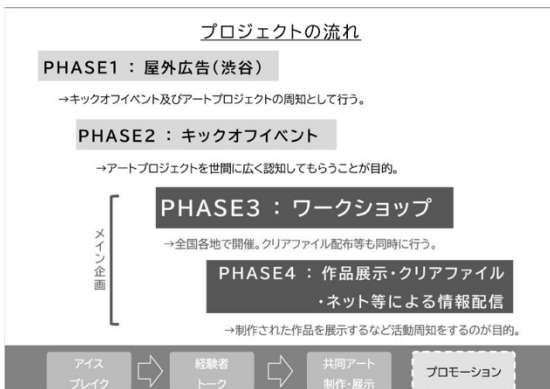 プロジェクトの流れ
PHASE1：屋外広告(渋谷)
→キックオフイベント及びアートプロジェクトの周知として行う。
PHASE2：キックオフイベント
→アートプロジェクトを世間に広く認知してもらうことが目的。
メイン企画
PHASE3：ワークショップ
→全国各地で開催。クリアファイル配布等も同時に行う。
PHASE4：作品展示・クリアファイル
・ネット等による情報配信
→制作された作品を展示するなど活動周知をするのが目的。
アイス
ブレイク
経験者
トーク
共同アート
制作・展示
プロモーション